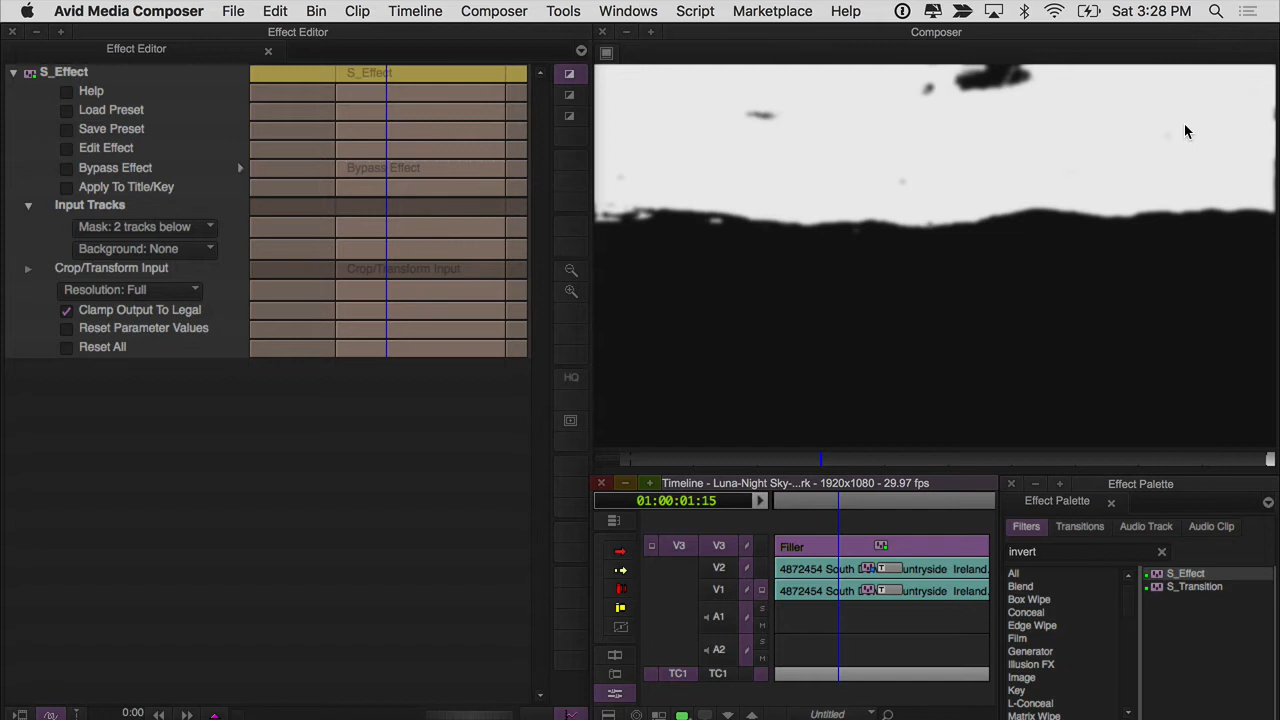 Avid Media Composer File Edit Bin Clip Timeline Composer Tools Windows Script Marketplace Help Sat 3:28 PM
Effect Editor
Composer
Effect Editor
S_Effect
S_Effect
Help
Load Preset
Save Preset
Edit Effect
Bypass Effect
Bypass Effect
Apply To Title/Key
Input Tracks
Mask: 2 tracks below
Background: None
Crop/Transform Input
Crop/Transform Input
Resolution: Full
Clamp Output To Legal
Reset Parameter Values
Reset All
HQ
0:00
Timeline - Luna-Night Sky-...rk - 1920x1080 - 29.97 fps
01:00:01:15
V3 V3 Filler
V2 4872454 South D untryside Ireland.
V1 4872454 South D untryside Ireland.
A1 S M
A2 S M
TC1 TC1
Untitled
Effect Palette
Effect Palette
Filters Transitions Audio Track Audio Clip
invert
All
Blend
Box Wipe
Conceal
Edge Wipe
Film
Generator
Illusion FX
Image
Key
L-Conceal
Matrix Wipe
S_Effect
S_Transition